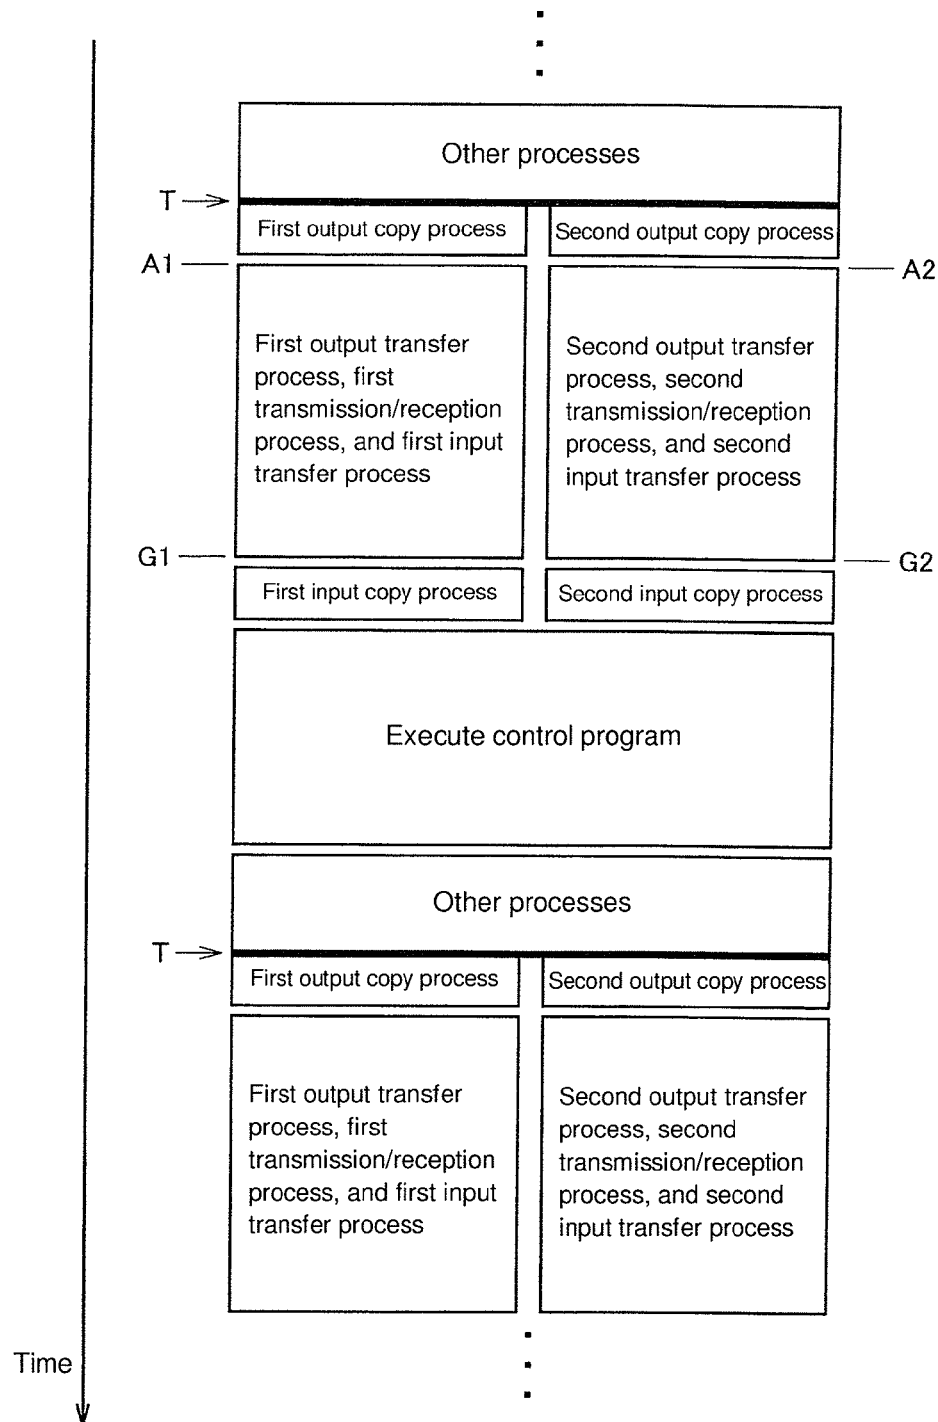 Other processes
T
First output copy process
Second output copy process
A1
A2
First output transfer
process, first
transmission/reception
process, and first input
transfer process
Second output transfer
process, second
transmission/reception
process, and second
input transfer process
G1
G2
First input copy process
Second input copy process
Execute control program
Other processes
T
First output copy process
Second output copy process
First output transfer
process, first
transmission/reception
process, and first input
transfer process
Second output transfer
process, second
transmission/reception
process, and second
input transfer process
Time